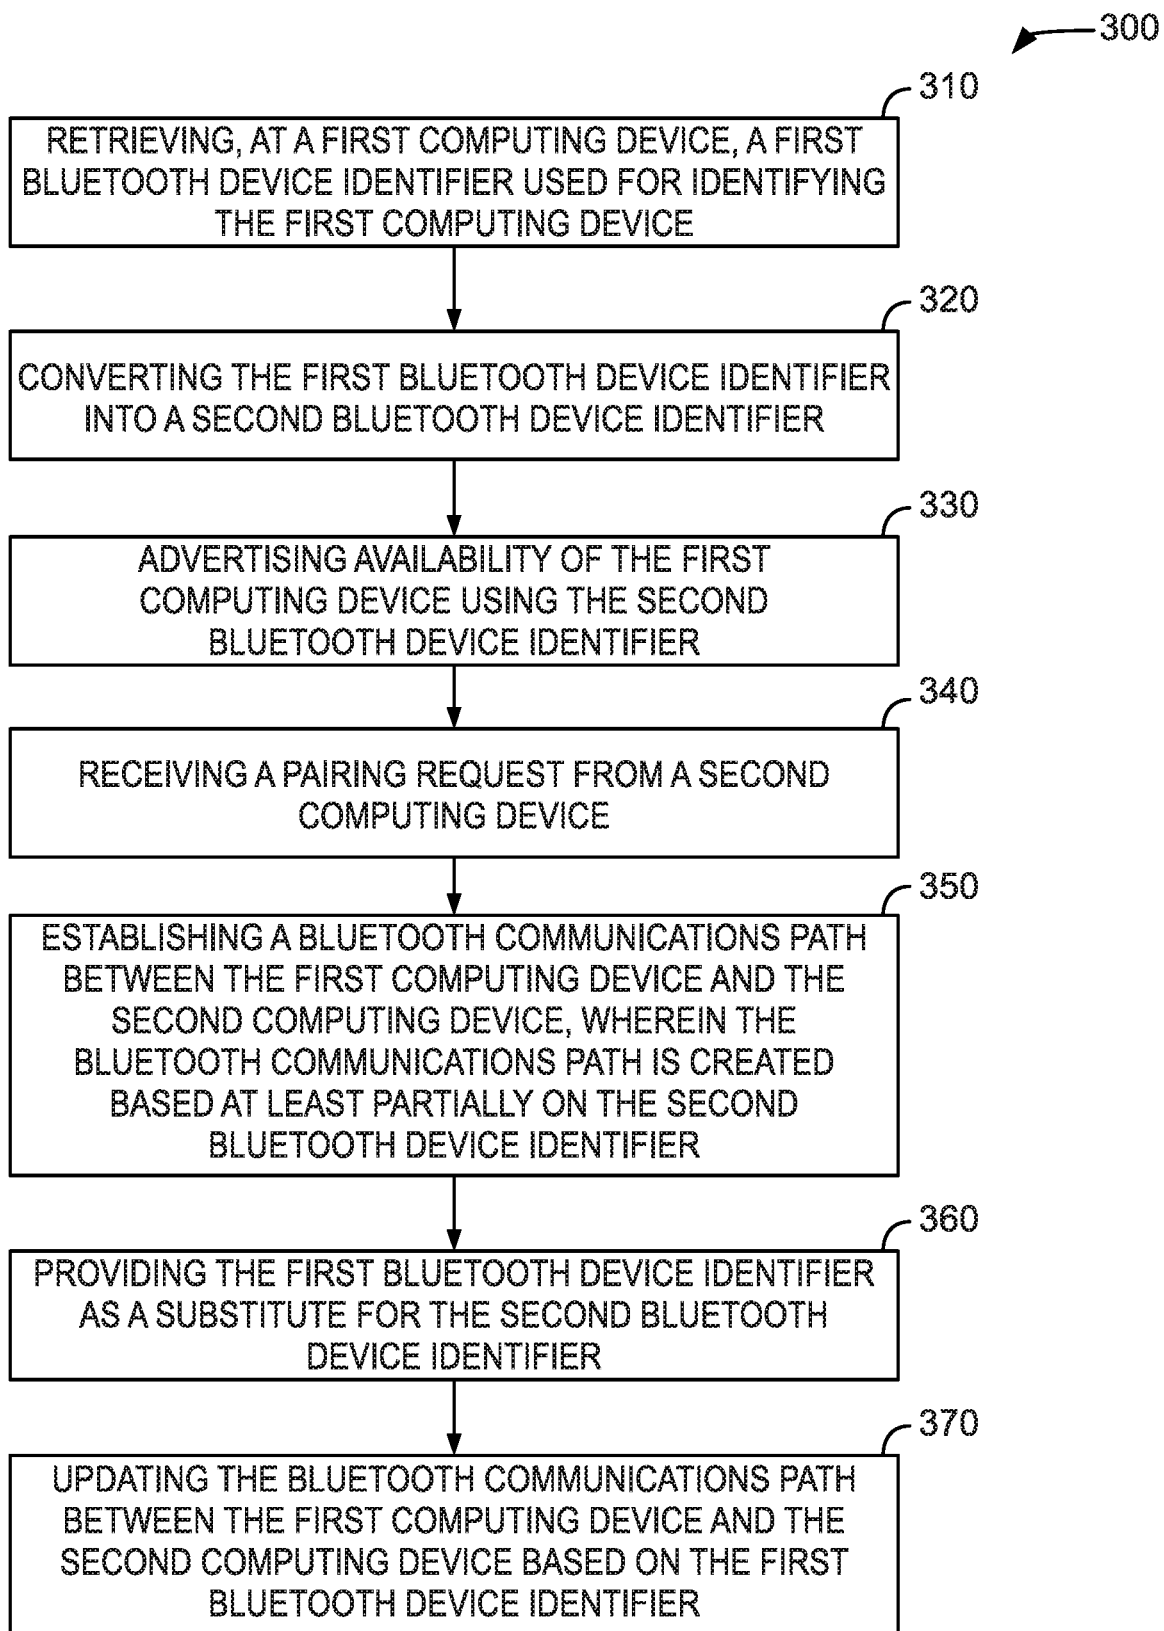 300
310
RETRIEVING, AT A FIRST COMPUTING DEVICE, A FIRST
BLUETOOTH DEVICE IDENTIFIER USED FOR IDENTIFYING
THE FIRST COMPUTING DEVICE
320
CONVERTING THE FIRST BLUETOOTH DEVICE IDENTIFIER
INTO A SECOND BLUETOOTH DEVICE IDENTIFIER
330
ADVERTISING AVAILABILITY OF THE FIRST
COMPUTING DEVICE USING THE SECOND
BLUETOOTH DEVICE IDENTIFIER
340
RECEIVING A PAIRING REQUEST FROM A SECOND
COMPUTING DEVICE
350
ESTABLISHING A BLUETOOTH COMMUNICATIONS PATH
BETWEEN THE FIRST COMPUTING DEVICE AND THE
SECOND COMPUTING DEVICE, WHEREIN THE
BLUETOOTH COMMUNICATIONS PATH IS CREATED
BASED AT LEAST PARTIALLY ON THE SECOND
BLUETOOTH DEVICE IDENTIFIER
360
PROVIDING THE FIRST BLUETOOTH DEVICE IDENTIFIER
AS A SUBSTITUTE FOR THE SECOND BLUETOOTH
DEVICE IDENTIFIER
370
UPDATING THE BLUETOOTH COMMUNICATIONS PATH
BETWEEN THE FIRST COMPUTING DEVICE AND THE
SECOND COMPUTING DEVICE BASED ON THE FIRST
BLUETOOTH DEVICE IDENTIFIER